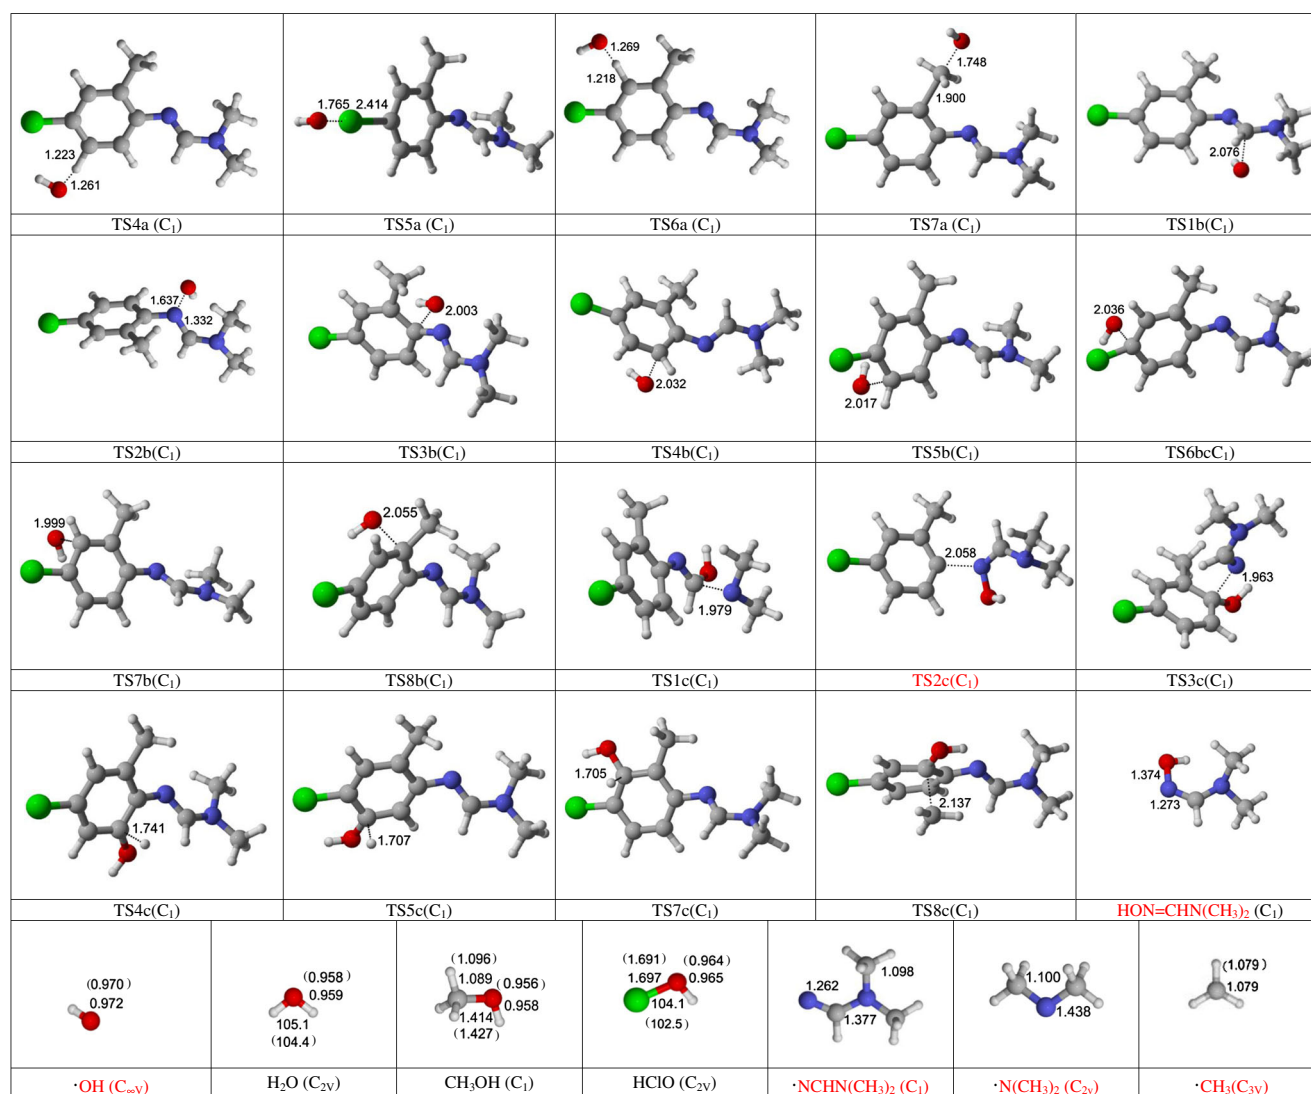 1.223
1.261
1.765 2.414
1.269
1.218
1.748
1.900
2.076
TS4a (C₁)
TS5a (C₁)
TS6a (C₁)
TS7a (C₁)
TS1b(C₁)
1.637
1.332
2.003
2.032
2.017
2.036
TS2b(C₁)
TS3b(C₁)
TS4b(C₁)
TS5b(C₁)
TS6bcC₁)
1.999
2.055
1.979
2.058
1.963
TS7b(C₁)
TS8b(C₁)
TS1c(C₁)
TS2c(C₁)
TS3c(C₁)
1.741
1.707
1.705
2.137
1.374
1.273
TS4c(C₁)
TS5c(C₁)
TS7c(C₁)
TS8c(C₁)
HON=CHN(CH₃)₂ (C₁)
(0.970)
0.972
(0.958)
0.959
105.1
(104.4)
(1.096)
1.089
(0.956)
0.958
1.414
(1.427)
(1.691)
1.697
(0.964)
0.965
104.1
(102.5)
1.262
1.098
1.377
1.100
1.438
(1.079)
1.079
·OH (C∞V)
H₂O (C₂V)
CH₃OH (C₁)
HClO (C₂V)
·NCHN(CH₃)₂ (C₁)
·N(CH₃)₂ (C₂v)
·CH₃(C₃V)